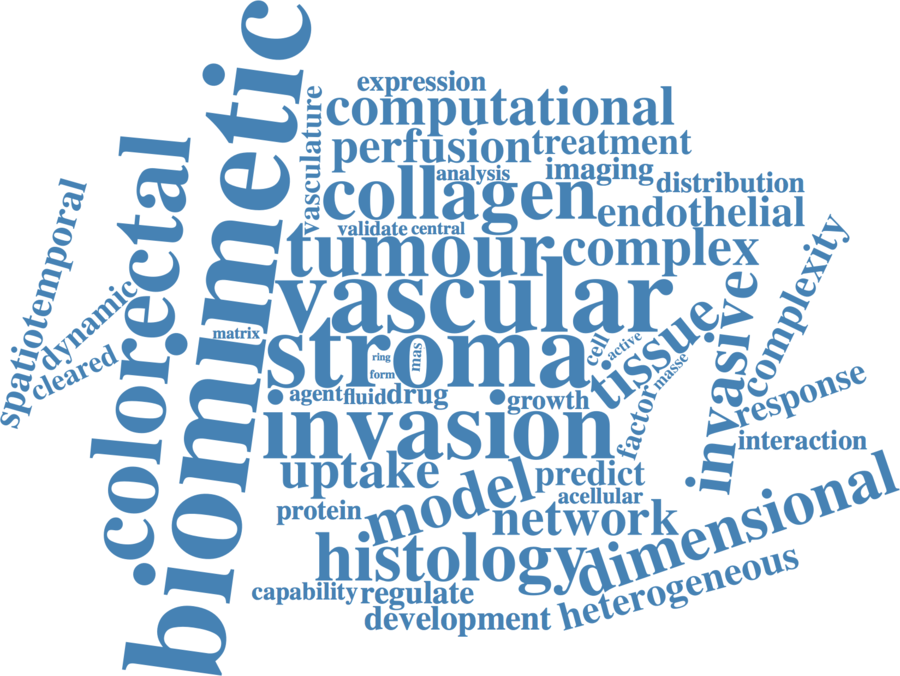 spatiotemporal
dynamic
cleared
colorectal
biomimetic
vasculature
expression
computational
perfusion
treatment
analysis
imaging
distribution
collagen
endothelial
validate
central
tumour
complex
vascular
complexity
matrix
stroma
ring
form
mas
cell
active
masse
tissue
invasive
agent
fluid
drug
growth
factor
response
invasion
interaction
uptake
predict
acellular
protein
model
network
dimensional
histology
heterogeneous
capability
regulate
development